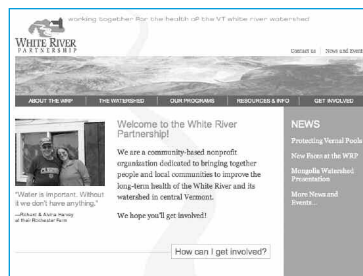 working together for the health of the VT white river watershed
WHITE RIVER
PARTNERSHIP
Contact us
News and Events
ABOUT THE WRP
THE WATERSHED
OUR PROGRAMS
RESOURCES & INFO
GET INVOLVED
"Water is important. Without
it we don't have anything."
—Richard & Alisha Harvey
at their Rochester Farm
Welcome to the White River
Partnership!
We are a community-based nonprofit
organization dedicated to bringing together
people and local communities to improve the
long-term health of the White River and its
watershed in central Vermont.
We hope you'll get involved!
How can I get involved?
NEWS
Protecting Vernal Pools
New Faces at the WRP
Mongolia Watershed
Presentation
More News and
Events...